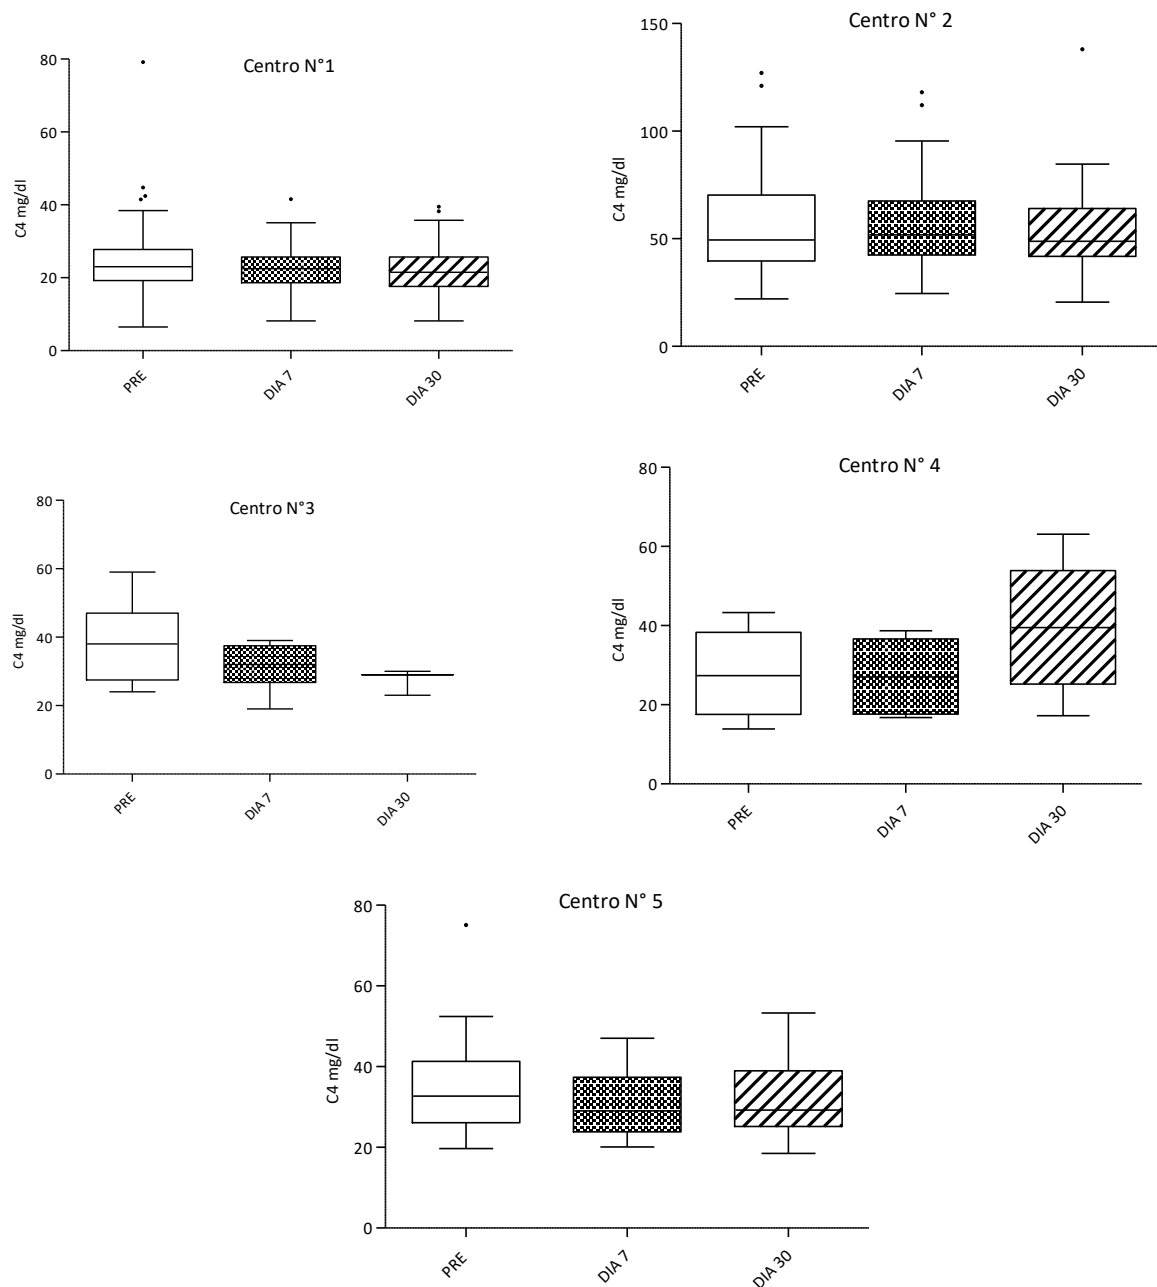 Centro N°1
C4 mg/dl
80
60
40
20
0
PRE
DIA 7
DIA 30
Centro N° 2
C4 mg/dl
150
100
50
0
PRE
DIA 7
DIA 30
Centro N°3
C4 mg/dl
80
60
40
20
0
PRE
DIA 7
DIA 30
Centro N° 4
C4 mg/dl
80
60
40
20
0
PRE
DIA 7
DIA 30
Centro N° 5
C4 mg/dl
80
60
40
20
0
PRE
DIA 7
DIA 30